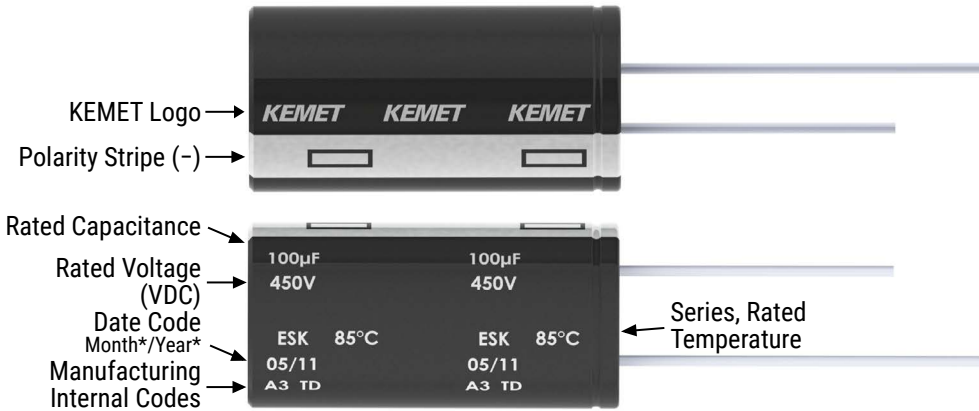 KEMET Logo
KEMET KEMET KEMET
Polarity Stripe (−)
Rated Capacitance
100µF 100µF
Rated Voltage
(VDC)
450V 450V
Date Code
Month*/Year*
ESK 85°C ESK 85°C
05/11 05/11
Manufacturing
Internal Codes
A3 TD A3 TD
Series, Rated
Temperature